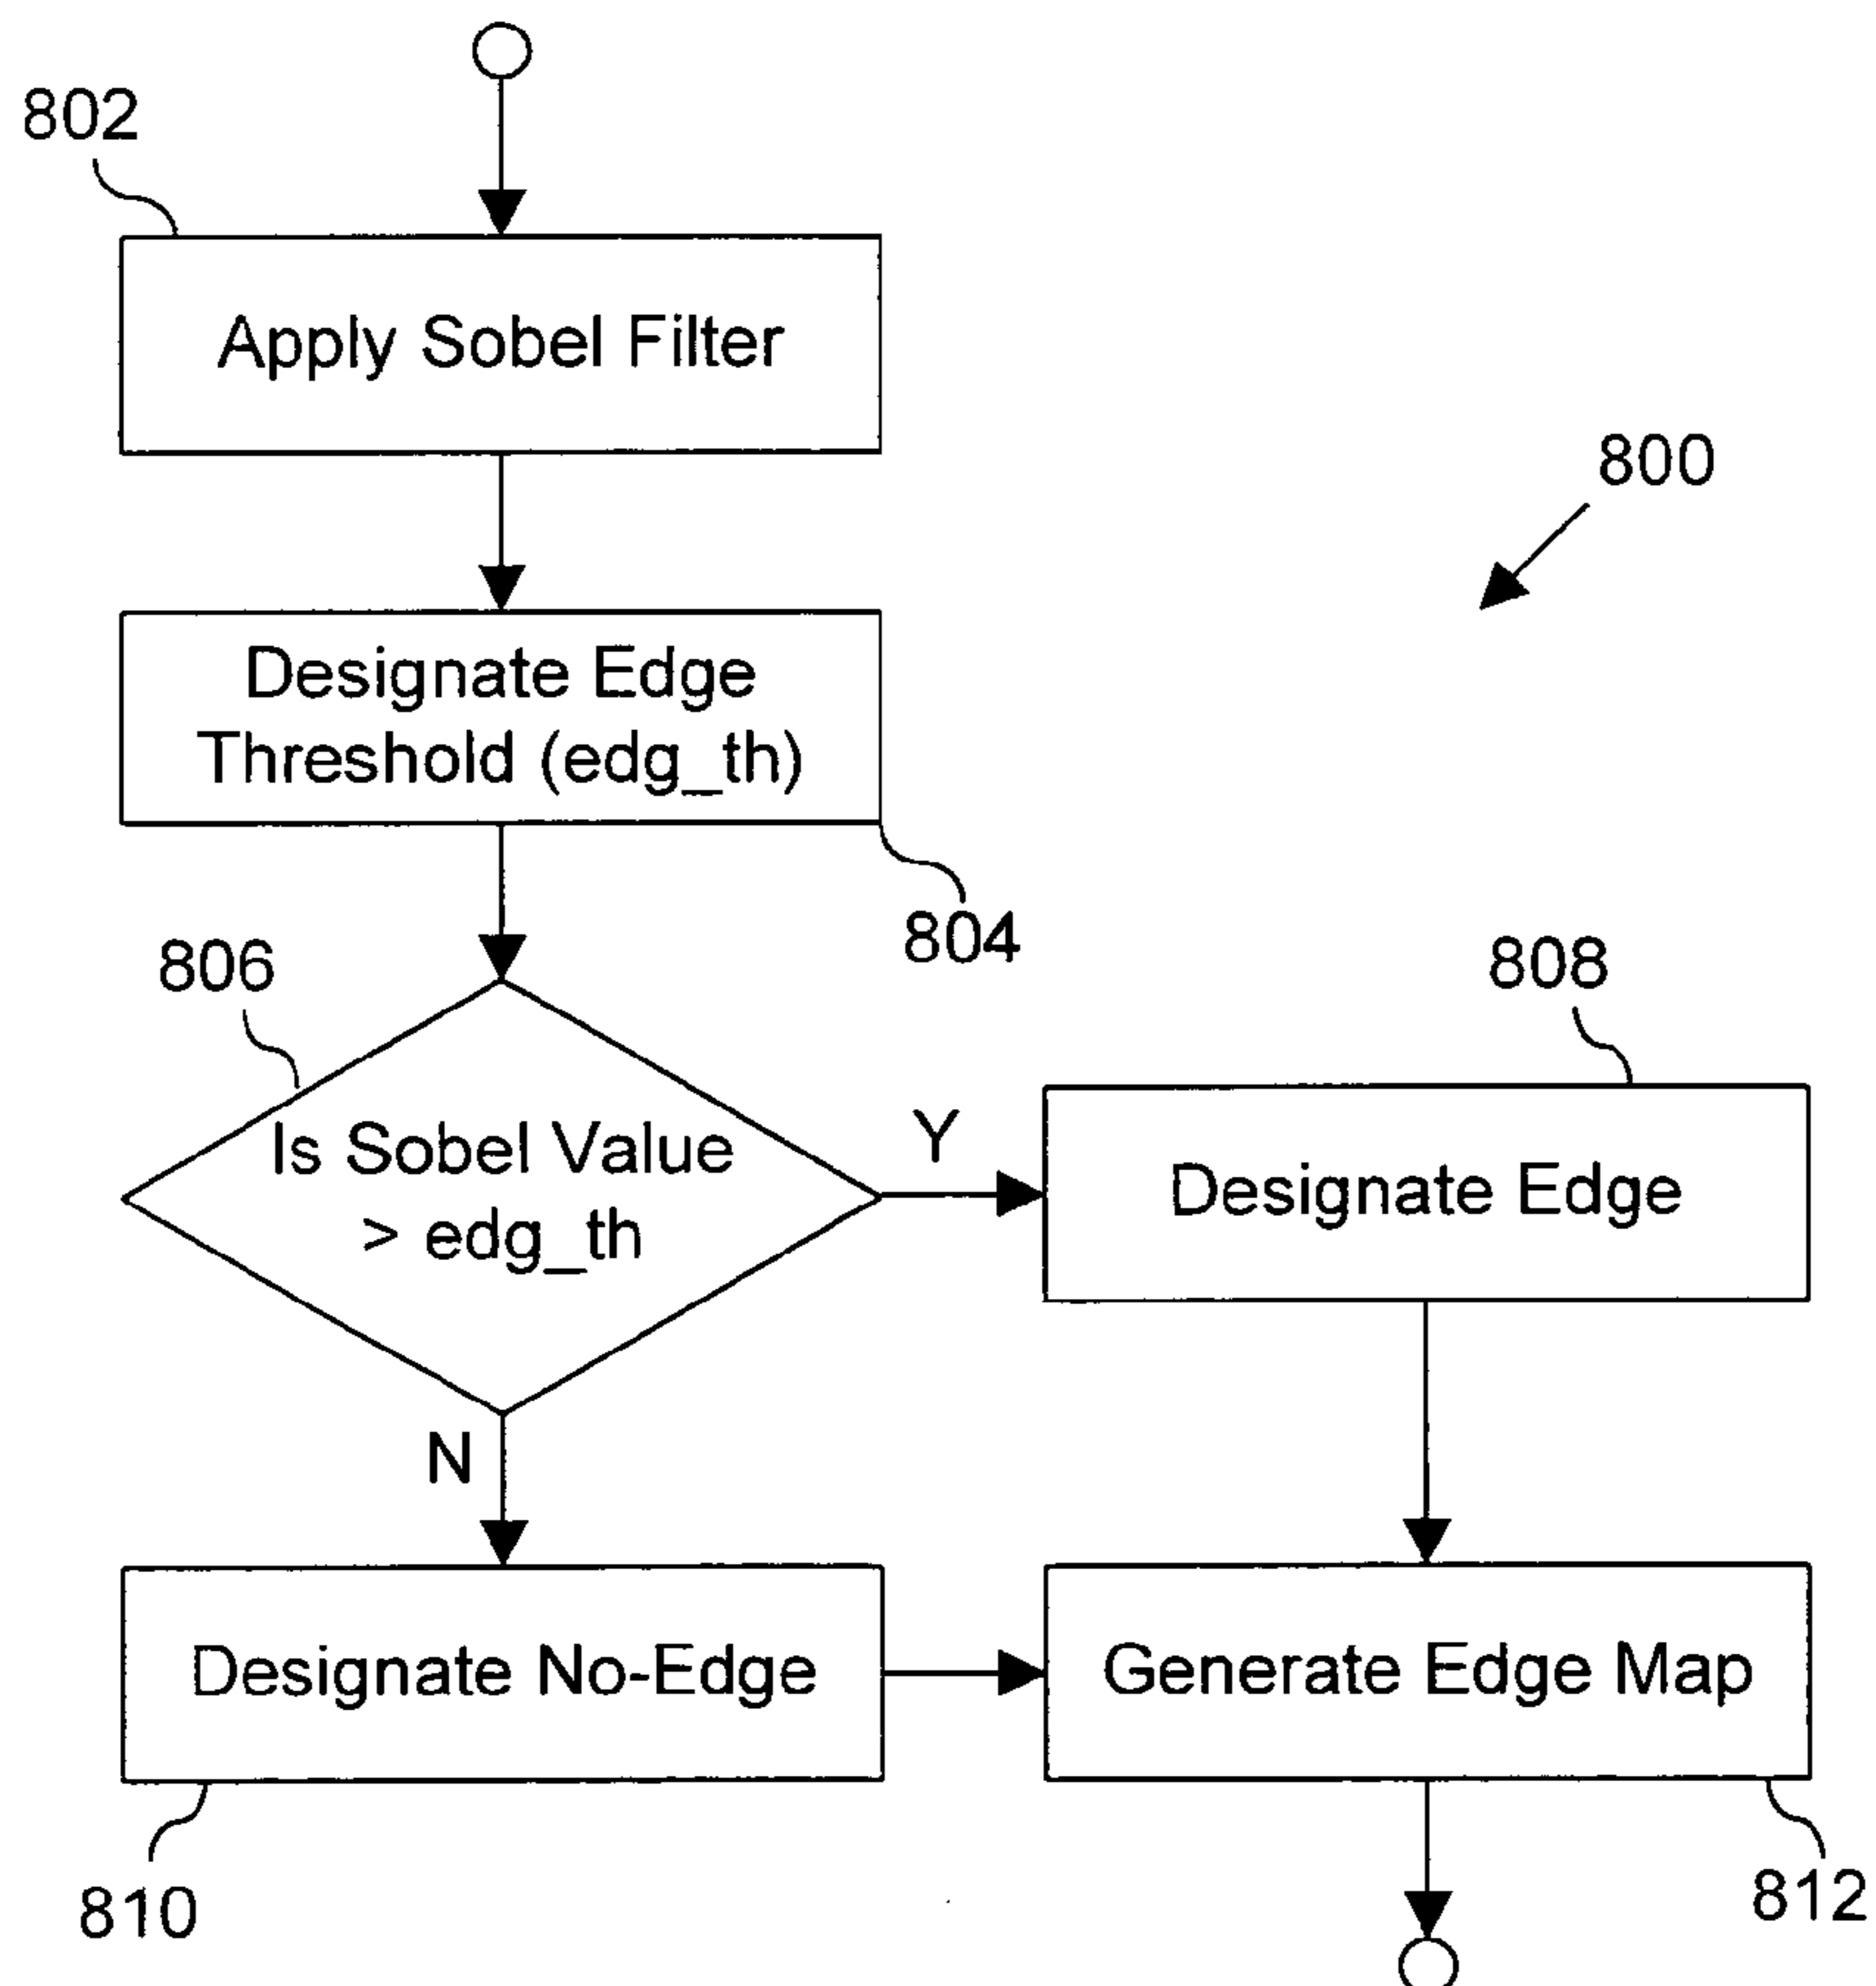 802
Apply Sobel Filter
800
Designate Edge
Threshold (edg_th)
804
806
808
Is Sobel Value
> edg_th
Y
Designate Edge
N
Designate No-Edge
Generate Edge Map
810
812